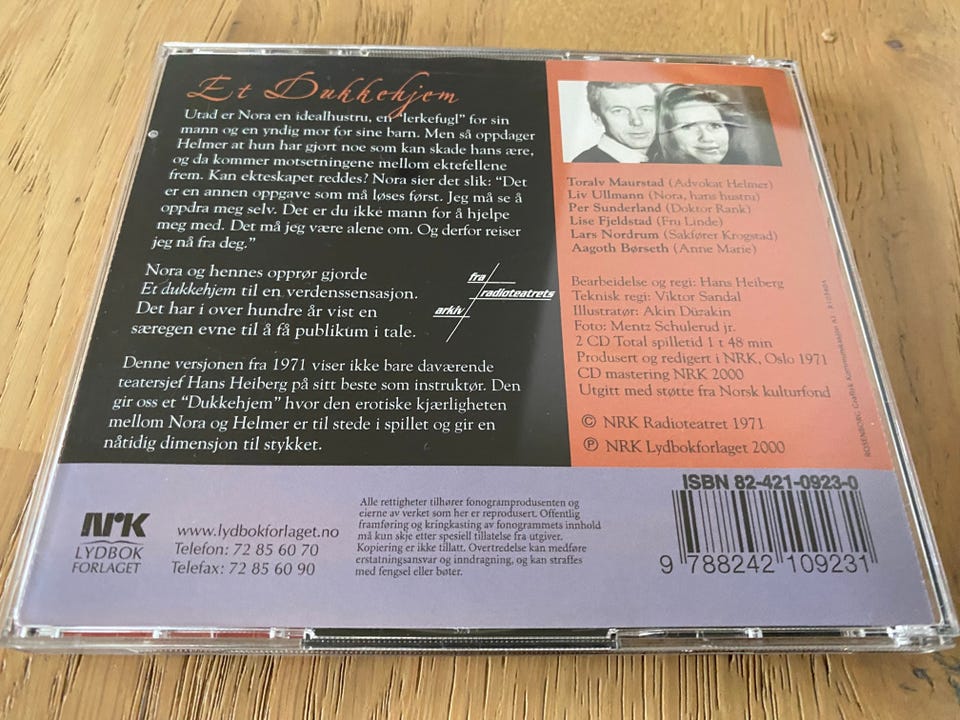 Et Dukkehjem
Utad er Nora en idealhustru, en "lerkefugl" for sin
mann og en yndig mor for sine barn. Men så oppdager
Helmer at hun har gjort noe som kan skade hans ære,
og da kommer motsetningene mellom ektefellene
frem. Kan ekteskapet reddes? Nora sier det slik: "Det
er en annen oppgave som må løses først. Jeg må se å
oppdra meg selv. Det er du ikke mann for å hjelpe
meg med. Det må jeg være alene om. Og derfor reiser
jeg nå fra deg."
Nora og hennes opprør gjorde
Et dukkehjem til en verdenssensasjon.
Det har i over hundre år vist en
særegen evne til å få publikum i tale.
fra
radioteatrets
arkiv
Denne versjonen fra 1971 viser ikke bare daværende
teatersjef Hans Heiberg på sitt beste som instruktør. Den
gir oss et "Dukkehjem" hvor den erotiske kjærligheten
mellom Nora og Helmer er til stede i spillet og gir en
nåtidig dimensjon til stykket.
Toralv Maurstad (Advokat Helmer)
Liv Ullmann (Nora, hans hustru)
Per Sunderland (Doktor Rank)
Lise Fjeldstad (Fru Linde)
Lars Nordrum (Sakfører Krogstad)
Aagoth Børseth (Anne Marie)
Bearbeidelse og regi: Hans Heiberg
Teknisk regi: Viktor Sandal
Illustratør: Akin Düzakin
Foto: Mentz Schulerud jr.
2 CD Total spilletid 1 t 48 min
Produsert og redigert i NRK, Oslo 1971
CD mastering NRK 2000
Utgitt med støtte fra Norsk kulturfond
© NRK Radioteatret 1971
℗ NRK Lydbokforlaget 2000
ROSENBORG Grafisk Kommunikasjon AS
NRK
LYDBOK
FORLAGET
www.lydbokforlaget.no
Telefon: 72 85 60 70
Telefax: 72 85 60 90
Alle rettigheter tilhører fonogramprodusenten og
eierne av verket som her er reprodusert. Offentlig
framføring og kringkasting av fonogrammets innhold
må kun skje etter spesiell tillatelse fra utgiver.
Kopiering er ikke tillatt. Overtredelse kan medføre
erstatningsansvar og inndragning, og kan straffes
med fengsel eller bøter.
ISBN 82-421-0923-0
9 788242 109231